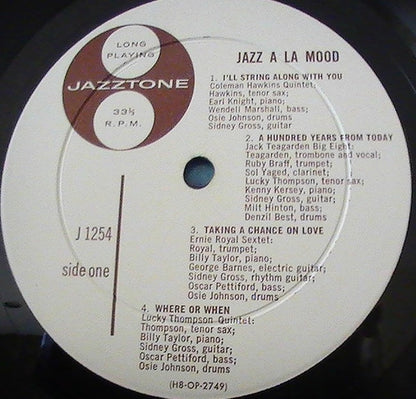 LONG
PLAYING
JAZZTONE
33⅓
R.P.M.
JAZZ A LA MOOD
1. I'LL STRING ALONG WITH YOU
Coleman Hawkins Quintet:
Hawkins, tenor sax;
Earl Knight, piano;
Wendell Marshall, bass;
Osie Johnson, drums
Sidney Gross, guitar
2. A HUNDRED YEARS FROM TODAY
Jack Teagarden Big Eight:
Teagarden, trombone and vocal;
Ruby Braff, trumpet;
Sol Yaged, clarinet;
Lucky Thompson, tenor sax;
Kenny Kersey, piano;
Sidney Gross, guitar;
Milt Hinton, bass;
Denzil Best, drums
J 1254
side one
3. TAKING A CHANCE ON LOVE
Ernie Royal Sextet:
Royal, trumpet;
Billy Taylor, piano;
George Barnes, electric guitar;
Sidney Gross, rhythm guitar;
Oscar Pettiford, bass;
Osie Johnson, drums
4. WHERE OR WHEN
Lucky Thompson Quintet:
Thompson, tenor sax;
Billy Taylor, piano;
Sidney Gross, guitar;
Oscar Pettiford, bass;
Osie Johnson, drums
(H8-OP-2749)